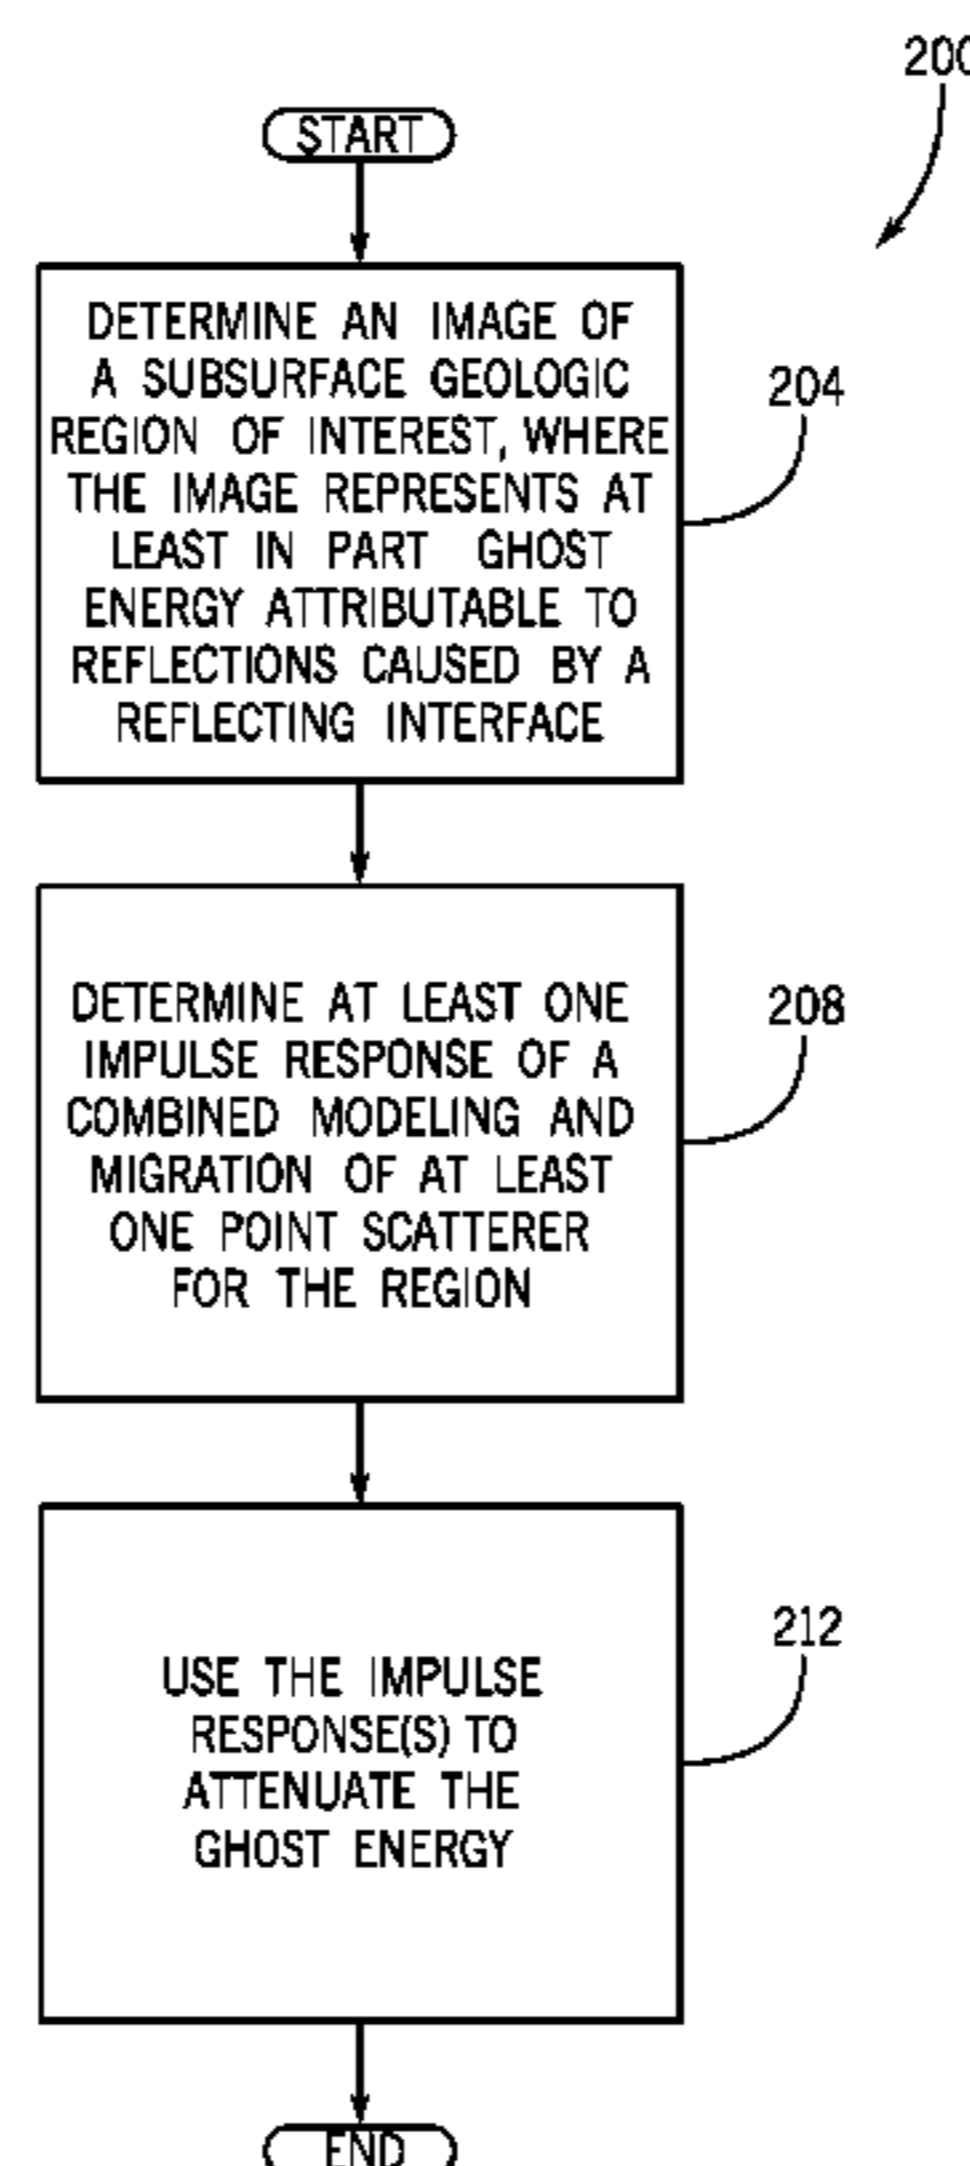 200
START
DETERMINE AN IMAGE OF
A SUBSURFACE GEOLOGIC
REGION OF INTEREST, WHERE
THE IMAGE REPRESENTS AT
LEAST IN PART GHOST
ENERGY ATTRIBUTABLE TO
REFLECTIONS CAUSED BY A
REFLECTING INTERFACE
204
DETERMINE AT LEAST ONE
IMPULSE RESPONSE OF A
COMBINED MODELING AND
MIGRATION OF AT LEAST
ONE POINT SCATTERER
FOR THE REGION
208
USE THE IMPULSE
RESPONSE(S) TO
ATTENUATE THE
GHOST ENERGY
212
END